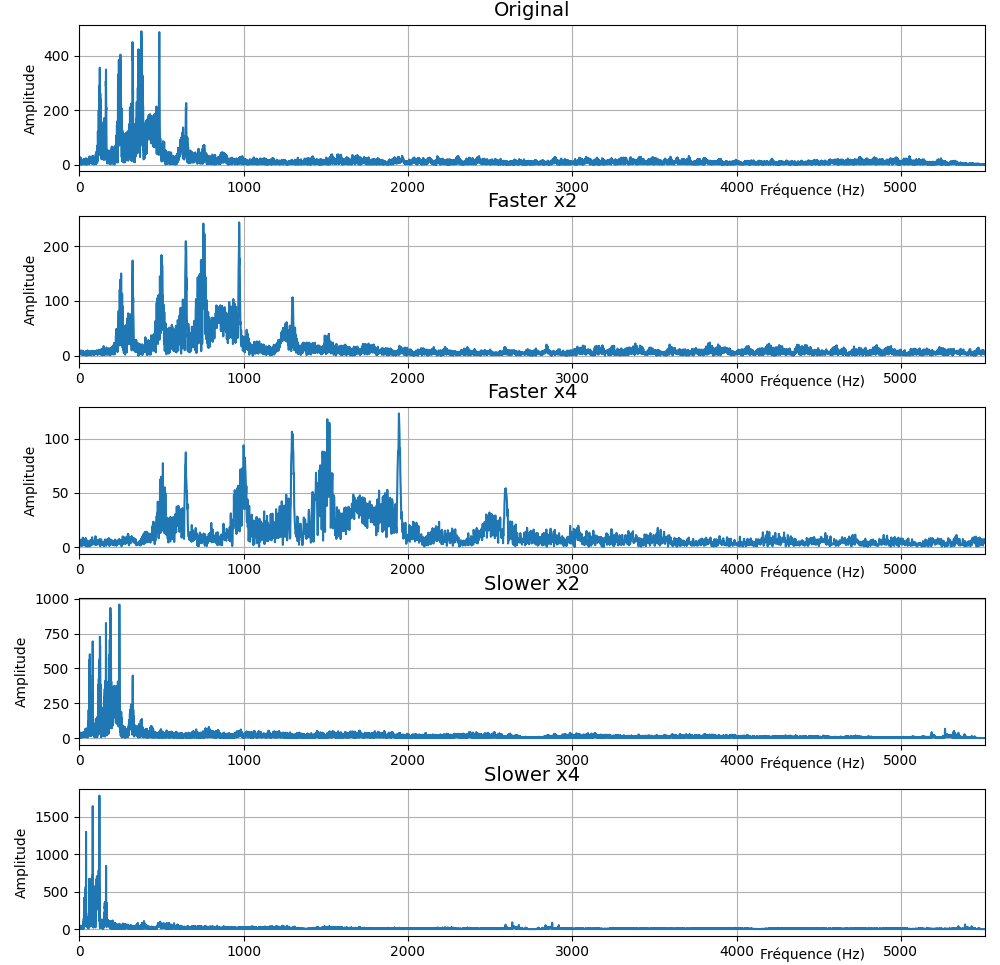 Original
400
200
0
Amplitude
0 1000 2000 3000 4000 5000
Fréquence (Hz)
Faster x2
200
100
0
Amplitude
0 1000 2000 3000 4000 5000
Fréquence (Hz)
Faster x4
100
50
0
Amplitude
0 1000 2000 3000 4000 5000
Fréquence (Hz)
Slower x2
1000
750
500
250
0
Amplitude
0 1000 2000 3000 4000 5000
Fréquence (Hz)
Slower x4
1500
1000
500
0
Amplitude
0 1000 2000 3000 4000 5000
Fréquence (Hz)